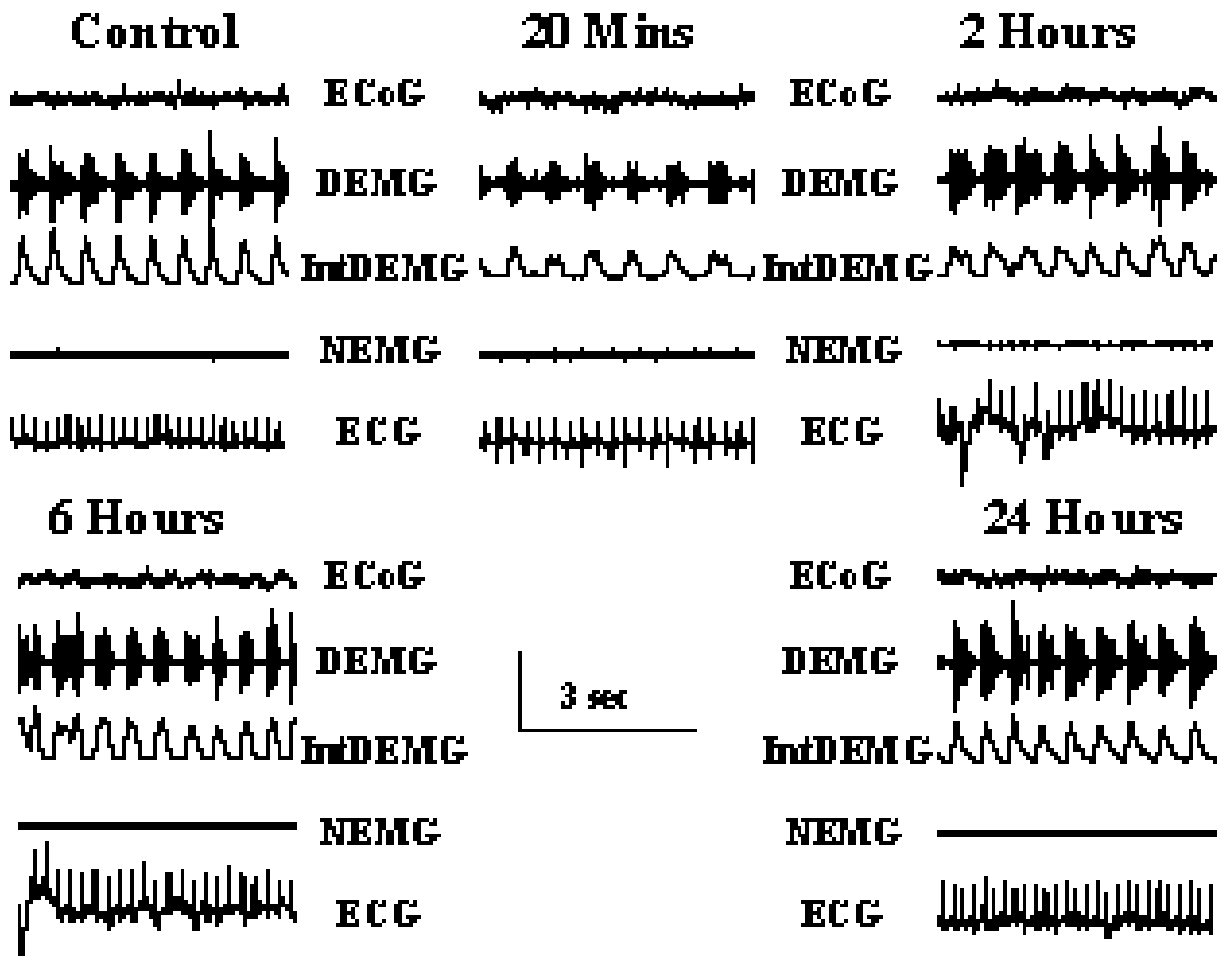 Control 20 Mins 2 Hours
ECoG ECoG
DEMG DEMG
IntDEMG IntDEMG
NEMG NEMG
ECG ECG
6 Hours 24 Hours
ECoG ECoG
DEMG DEMG
3 sec
IntDEMG IntDEMG
NEMG NEMG
ECG ECG